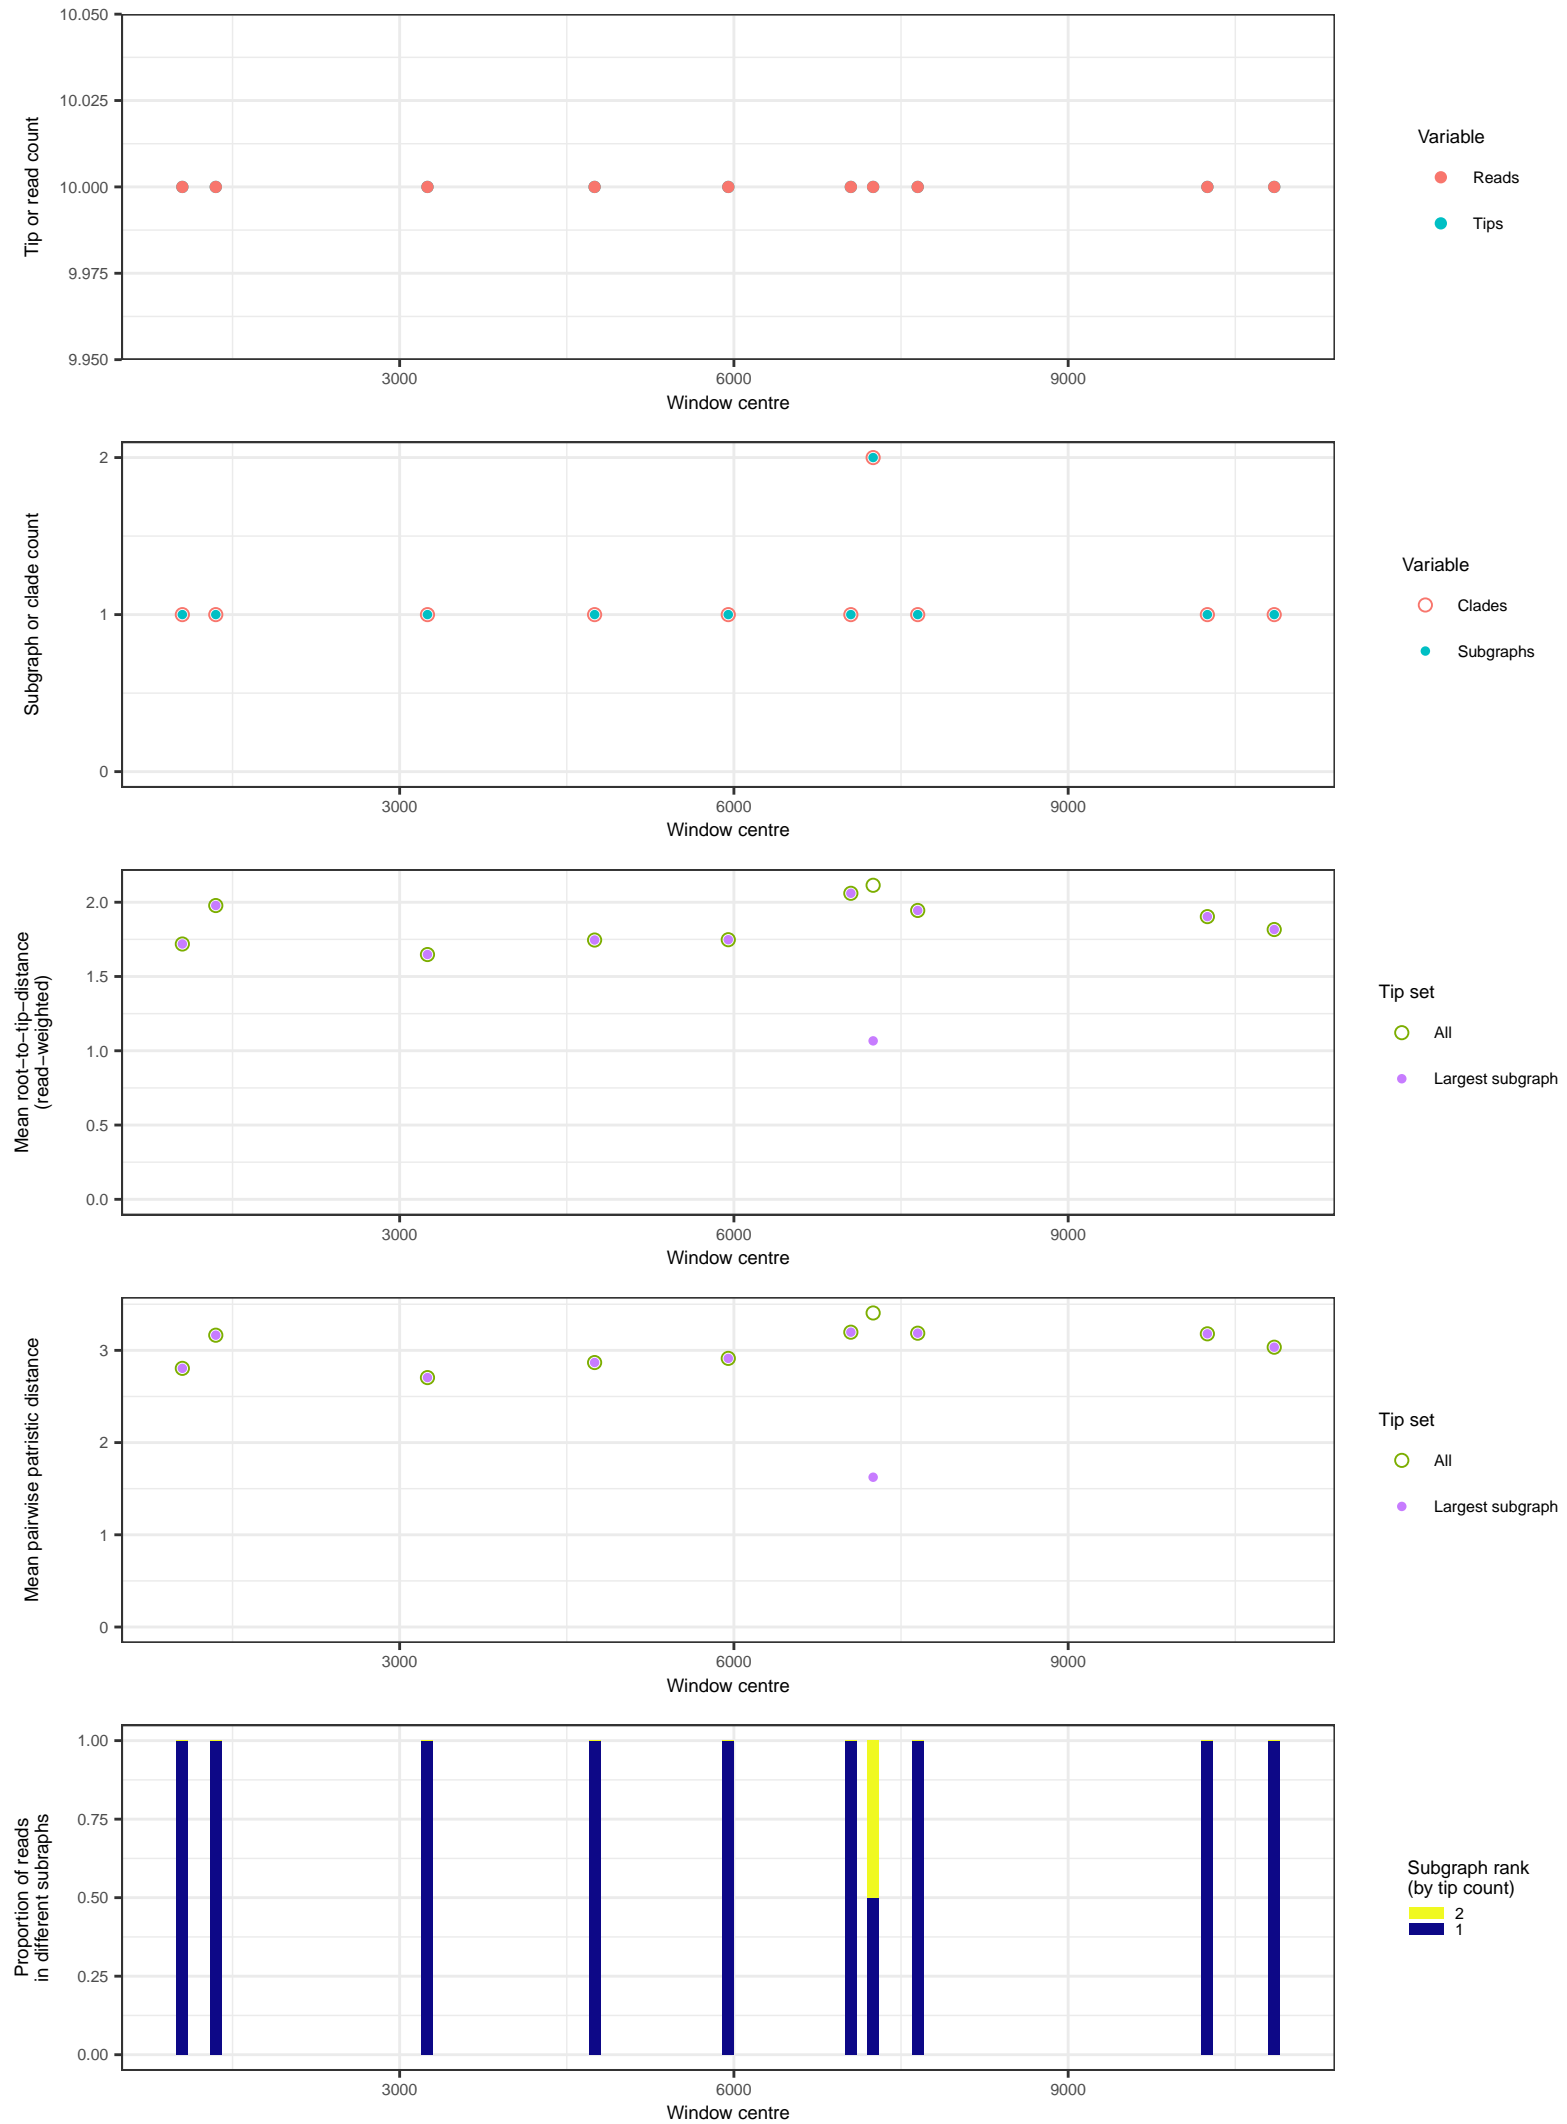 10.050
10.025
10.000
9.975
9.950
Tip or read count
3000
6000
9000
Window centre
Variable
Reads
Tips
2
1
0
Subgraph or clade count
3000
6000
9000
Window centre
Variable
Clades
Subgraphs
2.0
1.5
1.0
0.5
0.0
Mean root−to−tip−distance
(read−weighted)
3000
6000
9000
Window centre
Tip set
All
Largest subgraph
3
2
1
0
Mean pairwise patristic distance
3000
6000
9000
Window centre
Tip set
All
Largest subgraph
1.00
0.75
0.50
0.25
0.00
Proportion of reads
in different subraphs
3000
6000
9000
Window centre
Subgraph rank
(by tip count)
2
1